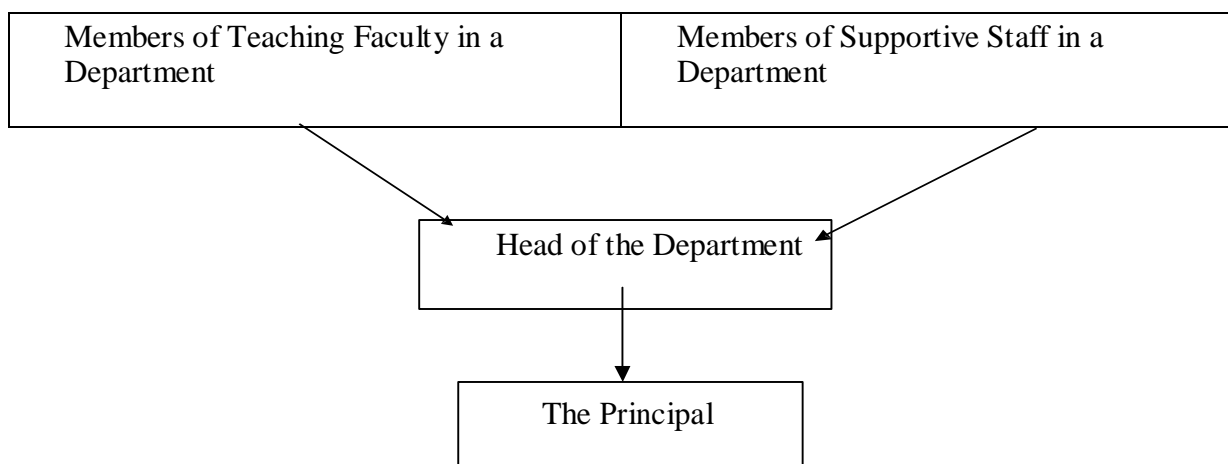 Members of Teaching Faculty in a
Department
Members of Supportive Staff in a
Department
Head of the Department
The Principal